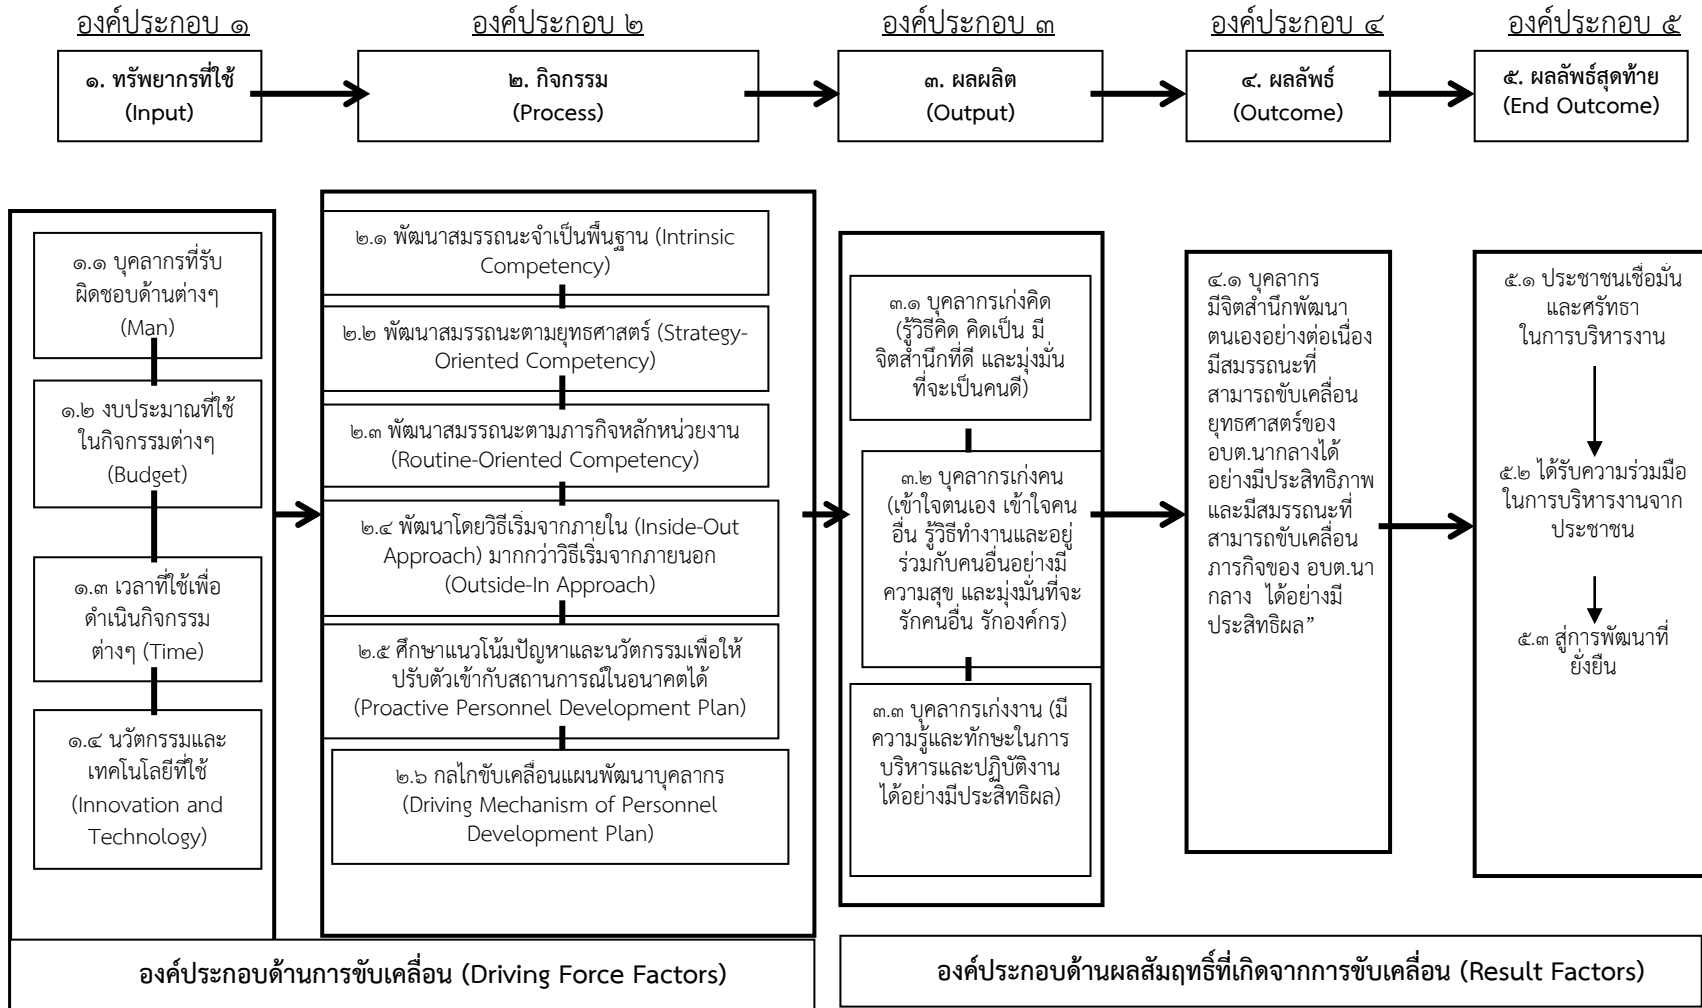 องค์ประกอบ ๑
องค์ประกอบ ๒
องค์ประกอบ ๓
องค์ประกอบ ๔
องค์ประกอบ ๕
๑. ทรัพยากรที่ใช้
(Input)
๒. กิจกรรม
(Process)
๓. ผลผลิต
(Output)
๔. ผลลัพธ์
(Outcome)
๕. ผลลัพธ์สุดท้าย
(End Outcome)
๑.๑ บุคลากรที่รับ
ผิดชอบด้านต่างๆ
(Man)
๑.๒ งบประมาณที่ใช้
ในกิจกรรมต่างๆ
(Budget)
๑.๓ เวลาที่ใช้เพื่อ
ดำเนินกิจกรรม
ต่างๆ (Time)
๑.๔ นวัตกรรมและ
เทคโนโลยีที่ใช้
(Innovation and
Technology)
๒.๑ พัฒนาสมรรถนะจำเป็นพื้นฐาน (Intrinsic
Competency)
๒.๒ พัฒนาสมรรถนะตามยุทธศาสตร์ (Strategy-
Oriented Competency)
๒.๓ พัฒนาสมรรถนะตามภารกิจหลักหน่วยงาน
(Routine-Oriented Competency)
๒.๔ พัฒนาโดยวิธีเริ่มจากภายใน (Inside-Out
Approach) มากกว่าวิธีเริ่มจากภายนอก
(Outside-In Approach)
๒.๕ ศึกษาแนวโน้มปัญหาและนวัตกรรมเพื่อให้
ปรับตัวเข้ากับสถานการณ์ในอนาคตได้
(Proactive Personnel Development Plan)
๒.๖ กลไกขับเคลื่อนแผนพัฒนาบุคลากร
(Driving Mechanism of Personnel
Development Plan)
๓.๑ บุคลากรเก่งคิด
(รู้วิธีคิด คิดเป็น มี
จิตสำนึกที่ดี และมุ่งมั่น
ที่จะเป็นคนดี)
๓.๒ บุคลากรเก่งคน
(เข้าใจตนเอง เข้าใจคน
อื่น รู้วิธีทำงานและอยู่
ร่วมกับคนอื่นอย่างมี
ความสุข และมุ่งมั่นที่จะ
รักคนอื่น รักองค์กร)
๓.๓ บุคลากรเก่งงาน (มี
ความรู้และทักษะในการ
บริหารและปฏิบัติงาน
ได้อย่างมีประสิทธิผล)
๔.๑ บุคลากร
มีจิตสำนึกพัฒนา
ตนเองอย่างต่อเนื่อง
มีสมรรถนะที่
สามารถขับเคลื่อน
ยุทธศาสตร์ของ
อบต.นากลางได้
อย่างมีประสิทธิภาพ
และมีสมรรถนะที่
สามารถขับเคลื่อน
ภารกิจของ อบต.นา
กลาง ได้อย่างมี
ประสิทธิผล”
๕.๑ ประชาชนเชื่อมั่น
และศรัทธา
ในการบริหารงาน
๕.๒ ได้รับความร่วมมือ
ในการบริหารงานจาก
ประชาชน
๕.๓ สู่การพัฒนาที่
ยั่งยืน
องค์ประกอบด้านการขับเคลื่อน (Driving Force Factors)
องค์ประกอบด้านผลสัมฤทธิ์ที่เกิดจากการขับเคลื่อน (Result Factors)